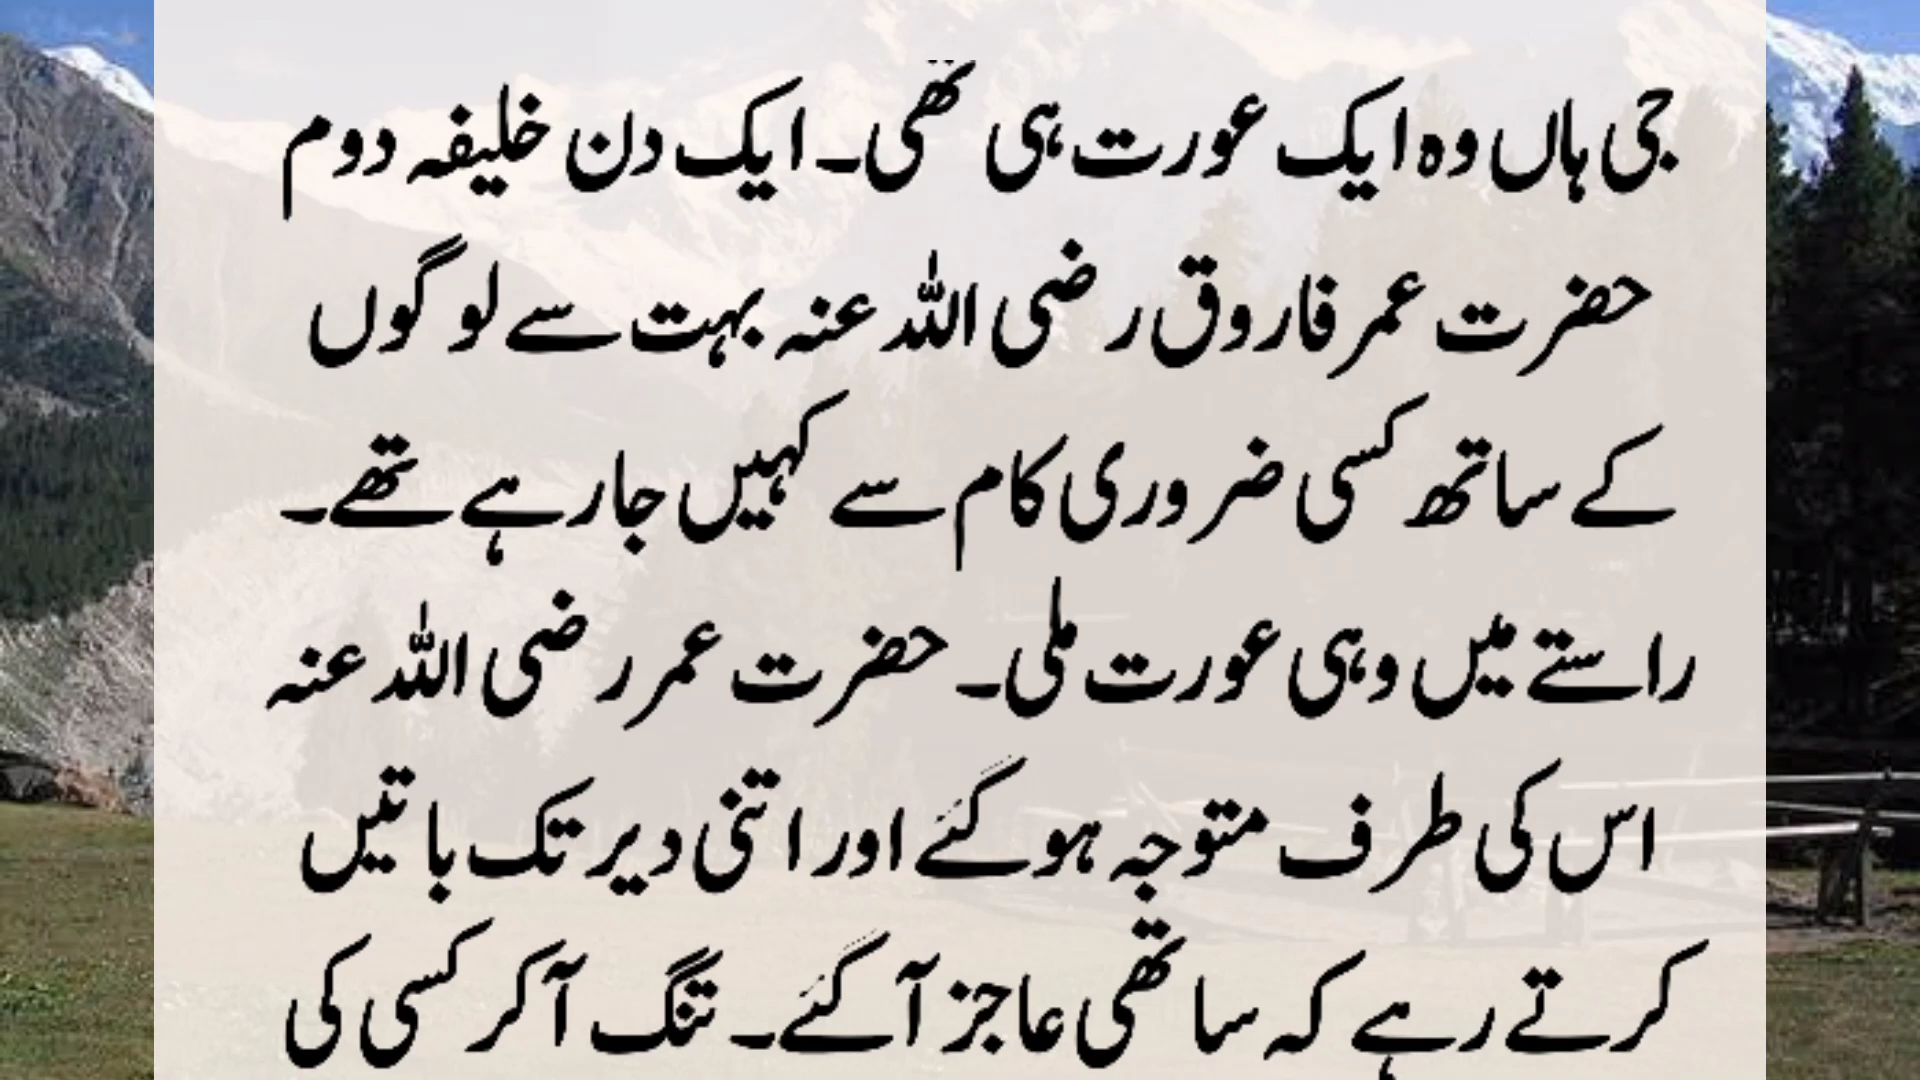 جی ہاں وہ ایک عورت ہی تھی۔ ایک دن خلیفہ دوم
حضرت عمر فاروق رضی اللہ عنہ بہت سے لوگوں
کے ساتھ کسی ضروری کام سے کہیں جا رہے تھے۔
راستے میں وہی عورت ملی۔ حضرت عمر رضی اللہ عنہ
اس کی طرف متوجہ ہو گئے اور اتنی دیر تک باتیں
کرتے رہے کہ ساتھی عاجز آ گئے۔ تنگ آ کر کسی کی